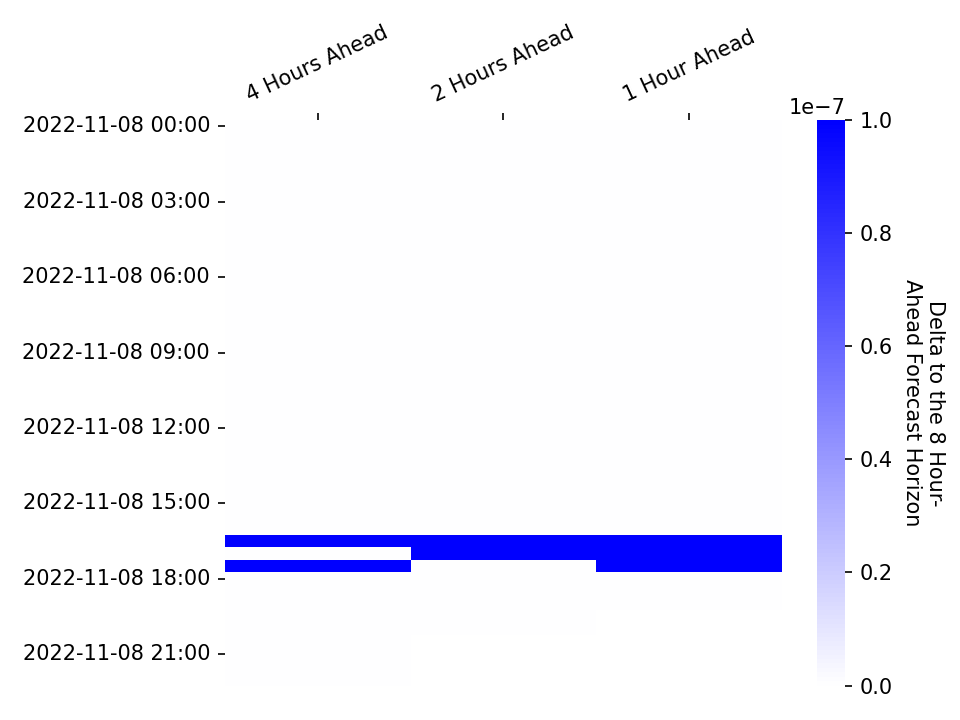 4 Hours Ahead
2 Hours Ahead
1 Hour Ahead
2022-11-08 00:00
2022-11-08 03:00
2022-11-08 06:00
2022-11-08 09:00
2022-11-08 12:00
2022-11-08 15:00
2022-11-08 18:00
2022-11-08 21:00
1e−7
1.0
0.8
0.6
0.4
0.2
0.0
Delta to the 8 Hour-
Ahead Forecast Horizon